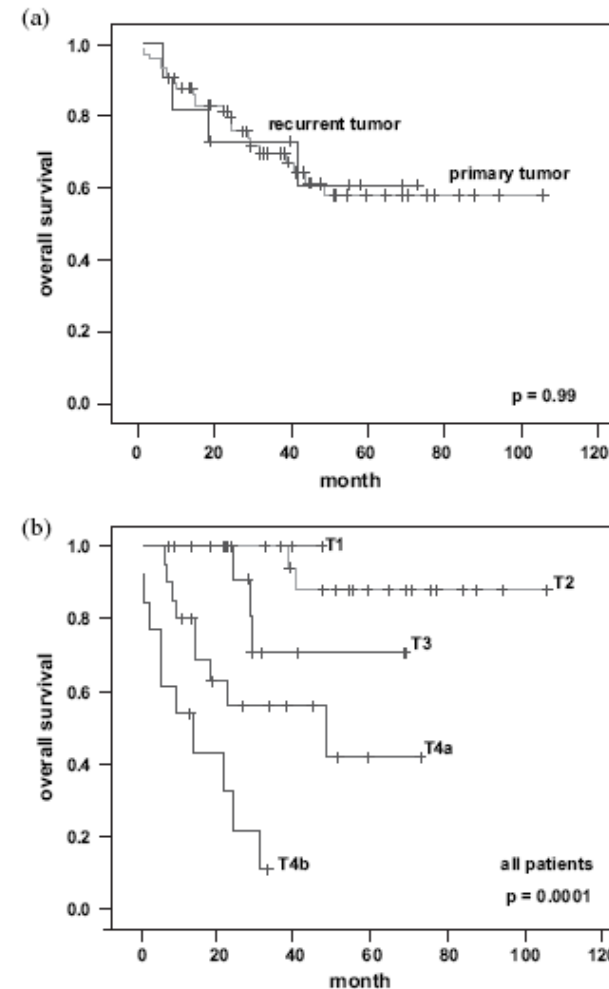 (a)
1.0
0.8
0.6
0.4
0.2
0.0
overall survival
recurrent tumor
primary tumor
p = 0.99
0 20 40 60 80 100 120
month
(b)
1.0
0.8
0.6
0.4
0.2
0.0
overall survival
T1
T2
T3
T4a
T4b
all patients
p = 0.0001
0 20 40 60 80 100 120
month